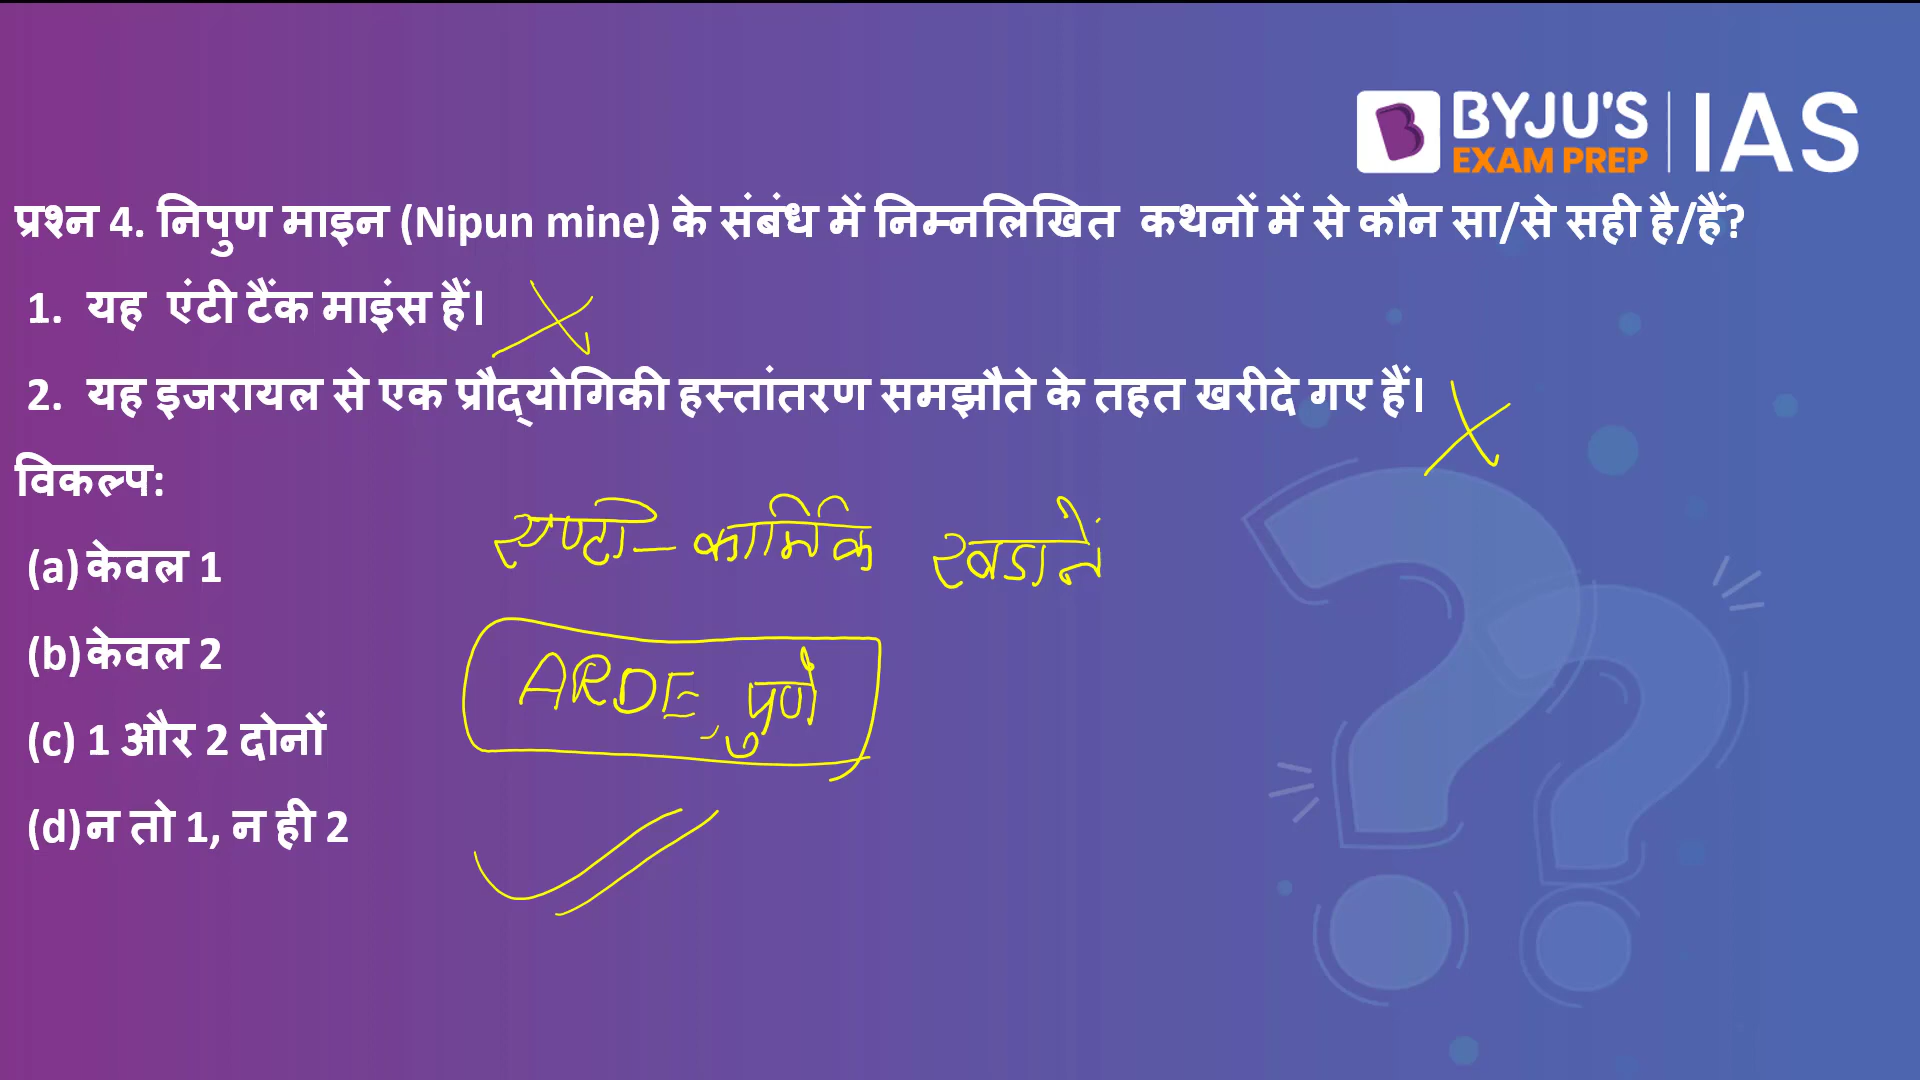 BYJU'S
EXAM PREP
IAS
प्रश्न 4. निपुण माइन (Nipun mine) के संबंध में निम्नलिखित कथनों में से कौन सा/से सही है/हैं?
1. यह एंटी टैंक माइंस हैं।
2. यह इजरायल से एक प्रौद्योगिकी हस्तांतरण समझौते के तहत खरीदे गए हैं।
विकल्प:
एण्टी-कार्मिक खडानें
(a) केवल 1
(b) केवल 2
ARDE, पुणे
(c) 1 और 2 दोनों
(d) न तो 1, न ही 2